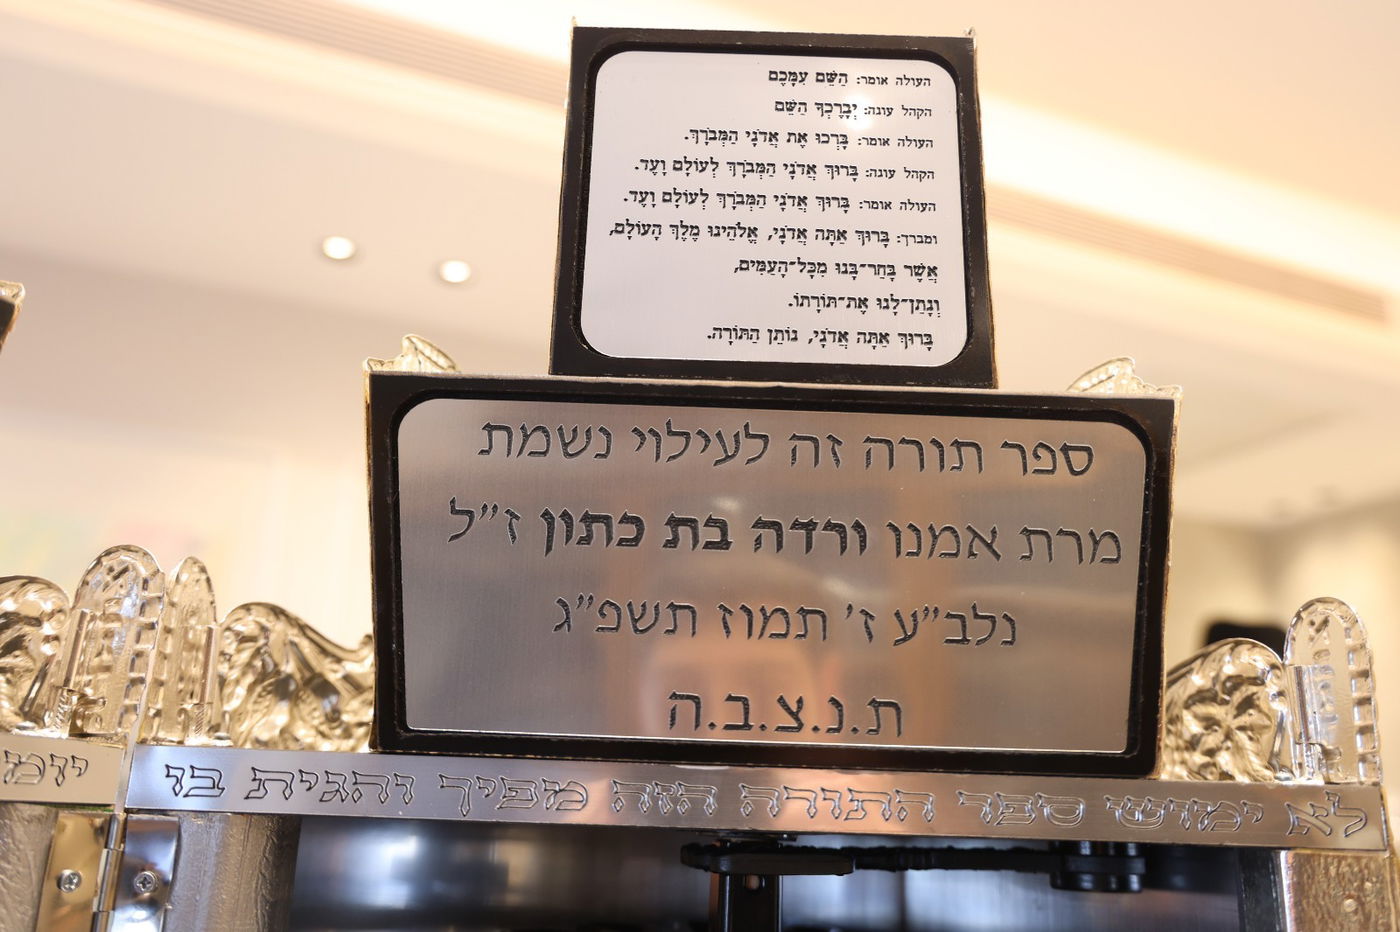 העולה אומר: הַשֵּׁם עִמָּכֶם
הקהל עונה: יְבָרֶכְךָ הַשֵּׁם
העולה אומר: בָּרְכוּ אֶת אֲדֹנָי הַמְּבֹרָךְ.
הקהל עונה: בָּרוּךְ אֲדֹנָי הַמְּבֹרָךְ לְעוֹלָם וָעֶד.
העולה אומר: בָּרוּךְ אֲדֹנָי הַמְּבֹרָךְ לְעוֹלָם וָעֶד.
ומברך: בָּרוּךְ אַתָּה אֲדֹנָי, אֱלֹהֵינוּ מֶלֶךְ הָעוֹלָם,
אֲשֶׁר בָּחַר־בָּנוּ מִכָּל־הָעַמִּים,
וְנָתַן־לָנוּ אֶת־תּוֹרָתוֹ.
בָּרוּךְ אַתָּה אֲדֹנָי, נוֹתֵן הַתּוֹרָה.
ספר תורה זה לעילוי נשמת
מרת אמנו ורדה בת כתון ז״ל
נלב״ע ז׳ תמוז תשפ״ג
ת.נ.צ.ב.ה
לא ימוש ספר התורה הזה מפיך והגית בו יומ